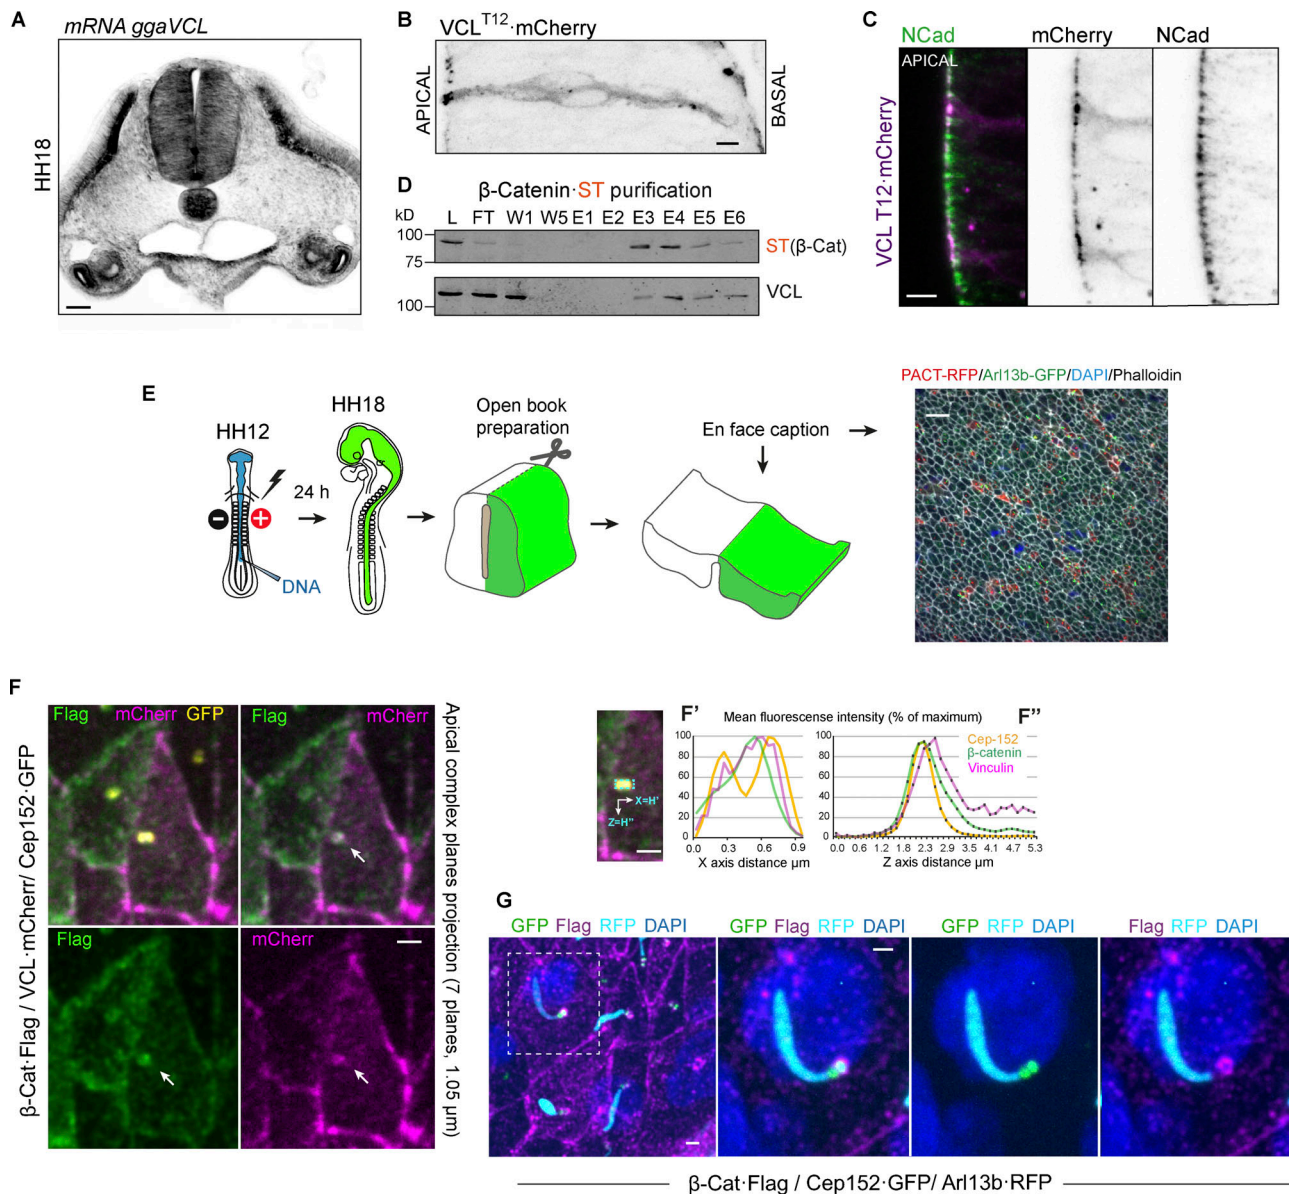 A
mRNA ggaVCL
HH18
B
VCLT12·mCherry
APICAL
BASAL
C
NCad
mCherry
NCad
APICAL
VCL T12·mCherry
D
β-Catenin·ST purification
kD
L FT W1 W5 E1 E2 E3 E4 E5 E6
100
75
ST(β-Cat)
100
VCL
E
HH12
24 h
HH18
DNA
Open book
preparation
En face caption
PACT-RFP/Arl13b-GFP/DAPI/Phalloidin
F
β-Cat·Flag / VCL·mCherr/ Cep152·GFP
Flag mCherr GFP
Flag mCherr
Flag
mCherr
Apical complex planes projection (7 planes, 1.05 μm)
X=H'
Z=H"
F'
Mean fluorescense intensity (% of maximum)
F"
100
80
60
40
20
0
0.0 0.3 0.6 0.9
X axis distance μm
100
80
60
40
20
0
0.0 0.6 1.2 1.8 2.3 2.9 3.5 4.1 4.7 5.3
Z axis distance μm
Cep-152
β-catenin
Vinculin
G
GFP Flag RFP DAPI
GFP Flag RFP DAPI
GFP RFP DAPI
Flag RFP DAPI
β-Cat·Flag / Cep152·GFP/ Arl13b·RFP